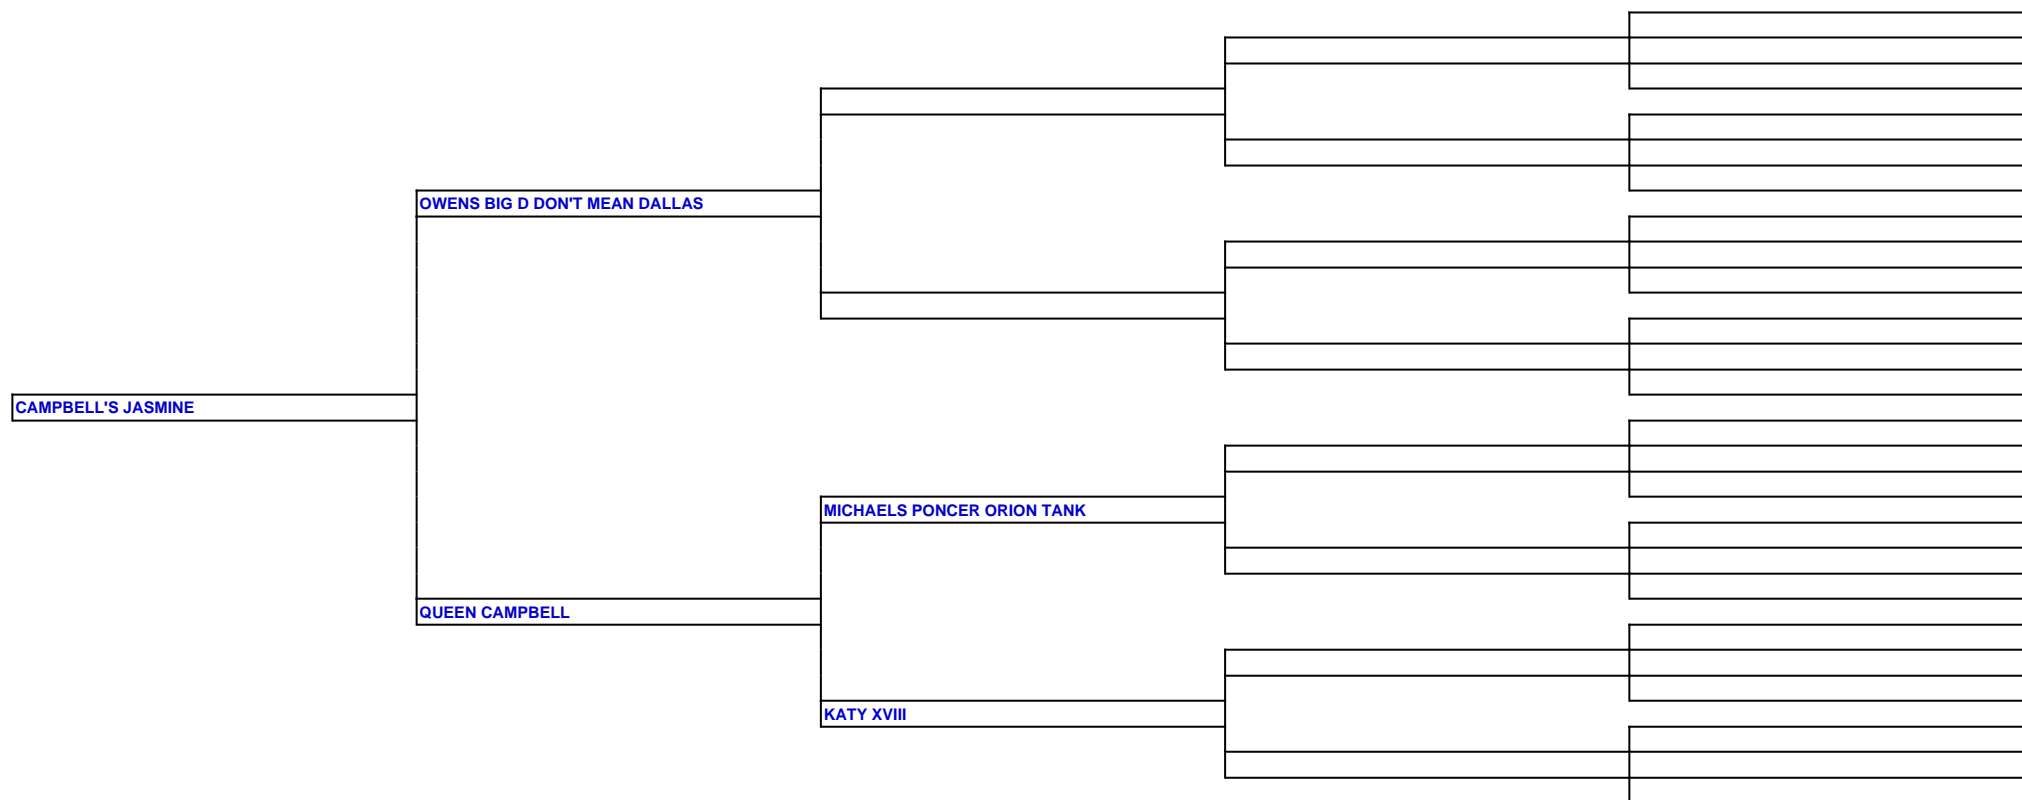 OWENS BIG D DON'T MEAN DALLAS
CAMPBELL'S JASMINE
MICHAELS PONCER ORION TANK
QUEEN CAMPBELL
KATY XVIII